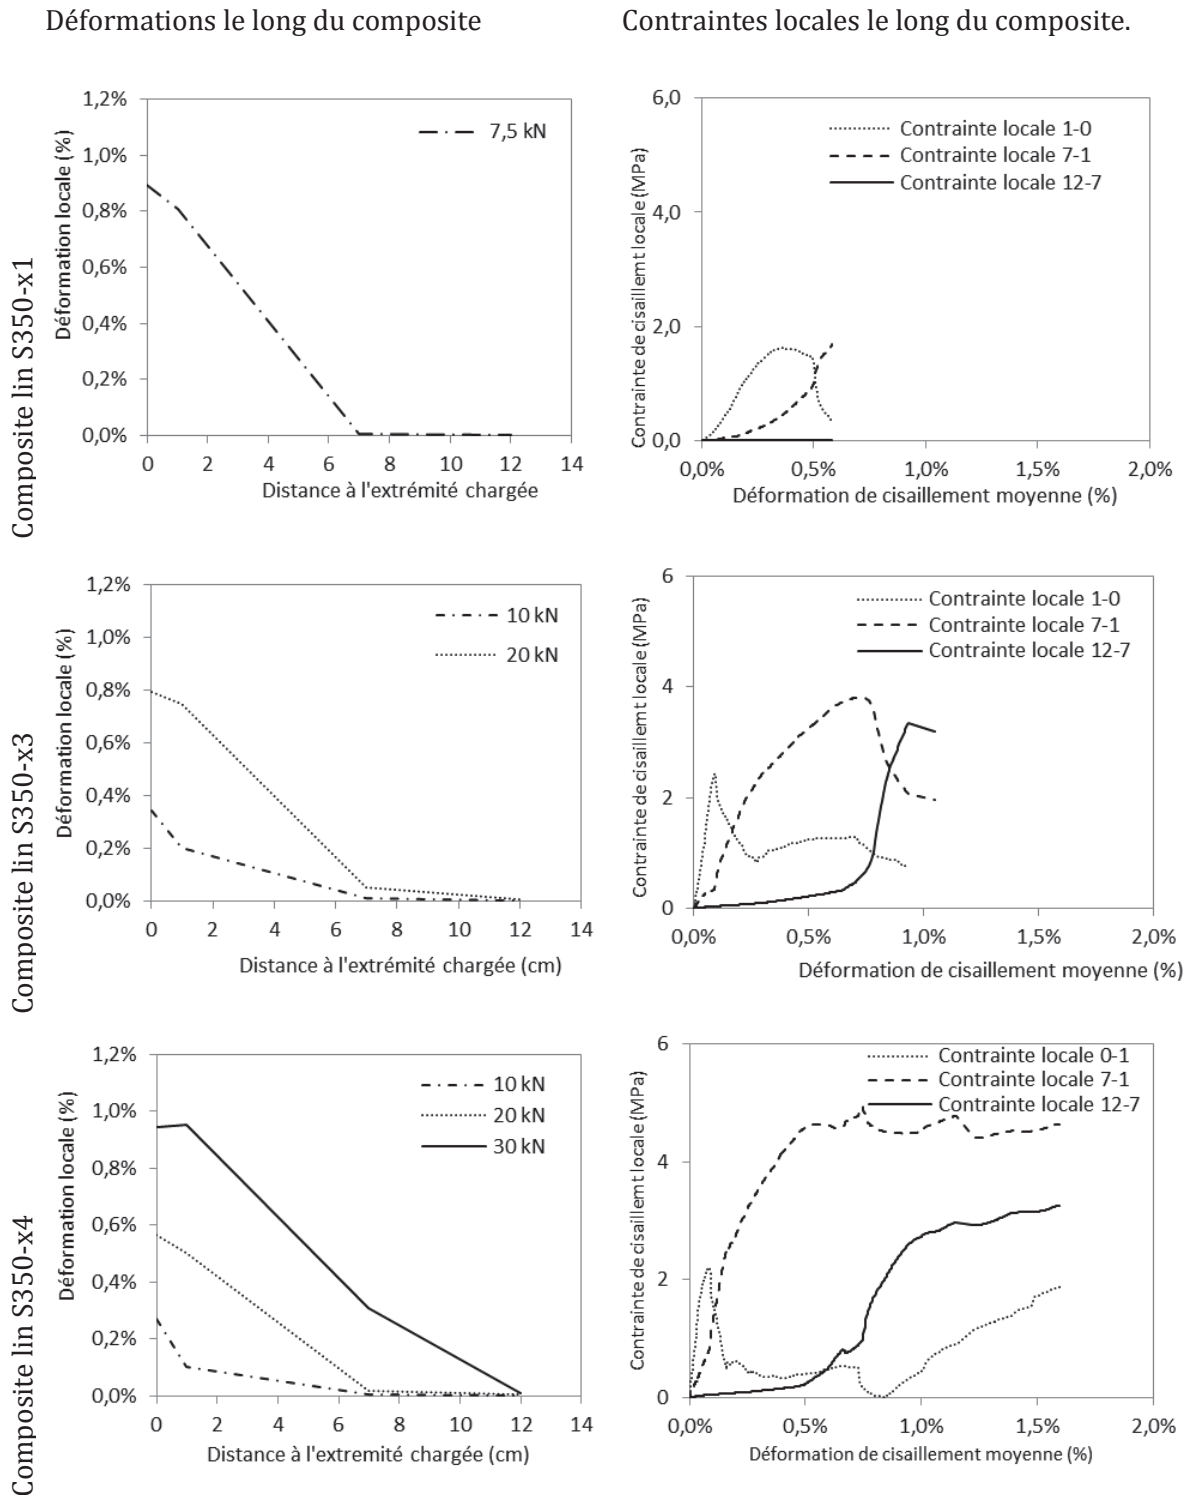 Déformations le long du composite
Contraintes locales le long du composite.
Composite lin S350-x1
Déformation locale (%)
1,2%
1,0%
0,8%
0,6%
0,4%
0,2%
0,0%
7,5 kN
0 2 4 6 8 10 12 14
Distance à l'extrémité chargée
Contrainte de cisaillemt locale (MPa)
6,0
4,0
2,0
0,0
Contrainte locale 1-0
Contrainte locale 7-1
Contrainte locale 12-7
0,0% 0,5% 1,0% 1,5% 2,0%
Déformation de cisaillement moyenne (%)
Composite lin S350-x3
Déformation locale (%)
1,2%
1,0%
0,8%
0,6%
0,4%
0,2%
0,0%
10 kN
20 kN
0 2 4 6 8 10 12 14
Distance à l'extrémité chargée (cm)
Contrainte de cisaillemt locale (MPa)
6
4
2
0
Contrainte locale 1-0
Contrainte locale 7-1
Contrainte locale 12-7
0,0% 0,5% 1,0% 1,5% 2,0%
Déformation de cisaillement moyenne (%)
Composite lin S350-x4
Déformation locale (%)
1,2%
1,0%
0,8%
0,6%
0,4%
0,2%
0,0%
10 kN
20 kN
30 kN
0 2 4 6 8 10 12 14
Distance à l'extremité chargée (cm)
Contrainte de cisaillemt locale (MPa)
6
4
2
0
Contrainte locale 0-1
Contrainte locale 7-1
Contrainte locale 12-7
0,0% 0,5% 1,0% 1,5% 2,0%
Déformation de cisaillement moyenne (%)